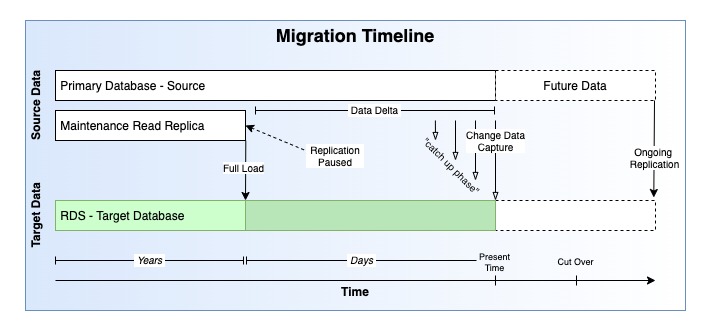 Migration Timeline
Source Data
Primary Database - Source
Future Data
Data Delta
Maintenance Read Replica
Replication
Paused
"catch up phase"
Change Data
Capture
Full Load
Ongoing
Replication
Target Data
RDS - Target Database
Years
Days
Present
Time
Cut Over
Time